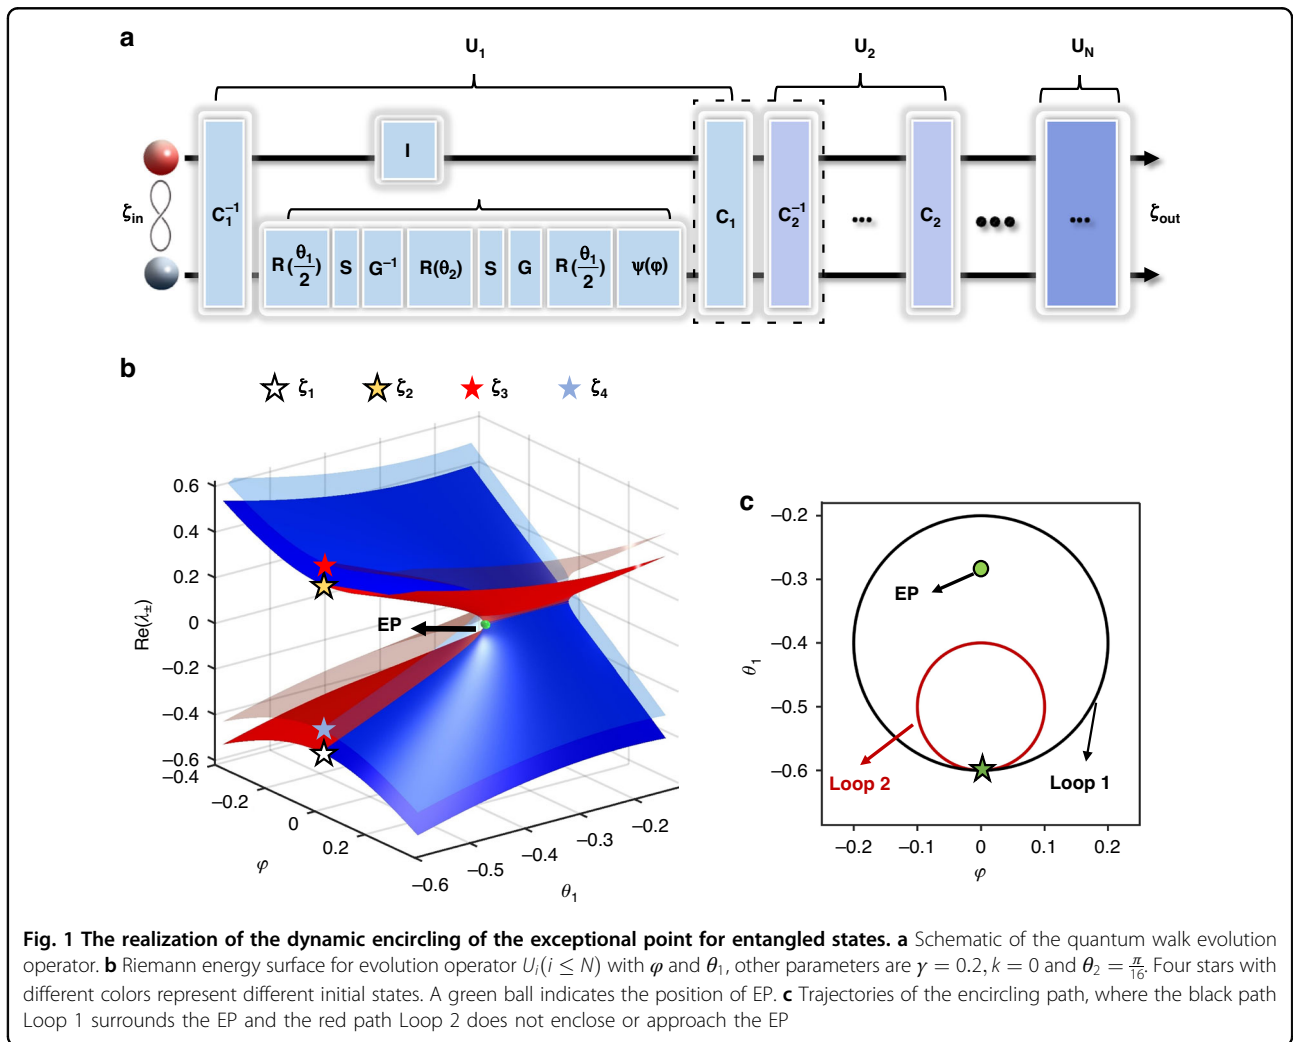 a
U₁ U₂ U_N
ζ_in
C₁⁻¹
I
R(θ₁/2) S G⁻¹ R(θ₂) S G R(θ₁/2) ψ(φ)
C₁
C₂⁻¹
...
C₂
...
...
ζ_out
b
ζ₁ ζ₂ ζ₃ ζ₄
Re(λ±)
0.6
0.4
0.2
0
−0.2
−0.4
−0.6
EP
−0.4
−0.2
0
0.2
φ
−0.6
−0.5
−0.4
−0.3
−0.2
θ₁
c
−0.2
−0.3
−0.4
−0.5
−0.6
θ₁
EP
Loop 2
Loop 1
−0.2 −0.1 0 0.1 0.2
φ
Fig. 1 The realization of the dynamic encircling of the exceptional point for entangled states. a Schematic of the quantum walk evolution
operator. b Riemann energy surface for evolution operator Uᵢ(i ≤ N) with φ and θ₁, other parameters are γ = 0.2, k = 0 and θ₂ = π/16. Four stars with
different colors represent different initial states. A green ball indicates the position of EP. c Trajectories of the encircling path, where the black path
Loop 1 surrounds the EP and the red path Loop 2 does not enclose or approach the EP